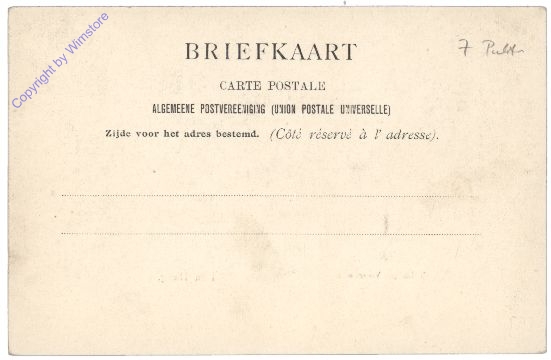 Copyright by Wimstore
BRIEFKAART
7
CARTE POSTALE
ALGEMEENE POSTVEREENIGING (UNION POSTALE UNIVERSELLE)
Zijde voor het adres bestemd. (Côté réservé à l' adresse).